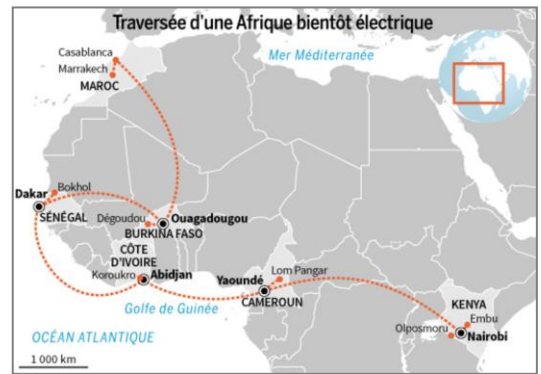 Traversée d'une Afrique bientôt électrique
Casablanca
Marrakech
MAROC
Mer Méditerranée
Dakar
Bokhol
SÉNÉGAL
Dégoudou
Ouagadougou
BURKINA FASO
CÔTE
D'IVOIRE
Koroukro
Abidjan
Yaoundé
Lom Pangar
CAMEROUN
Golfe de Guinée
KENYA
Embu
Olposmoru
Nairobi
OCÉAN ATLANTIQUE
1 000 km